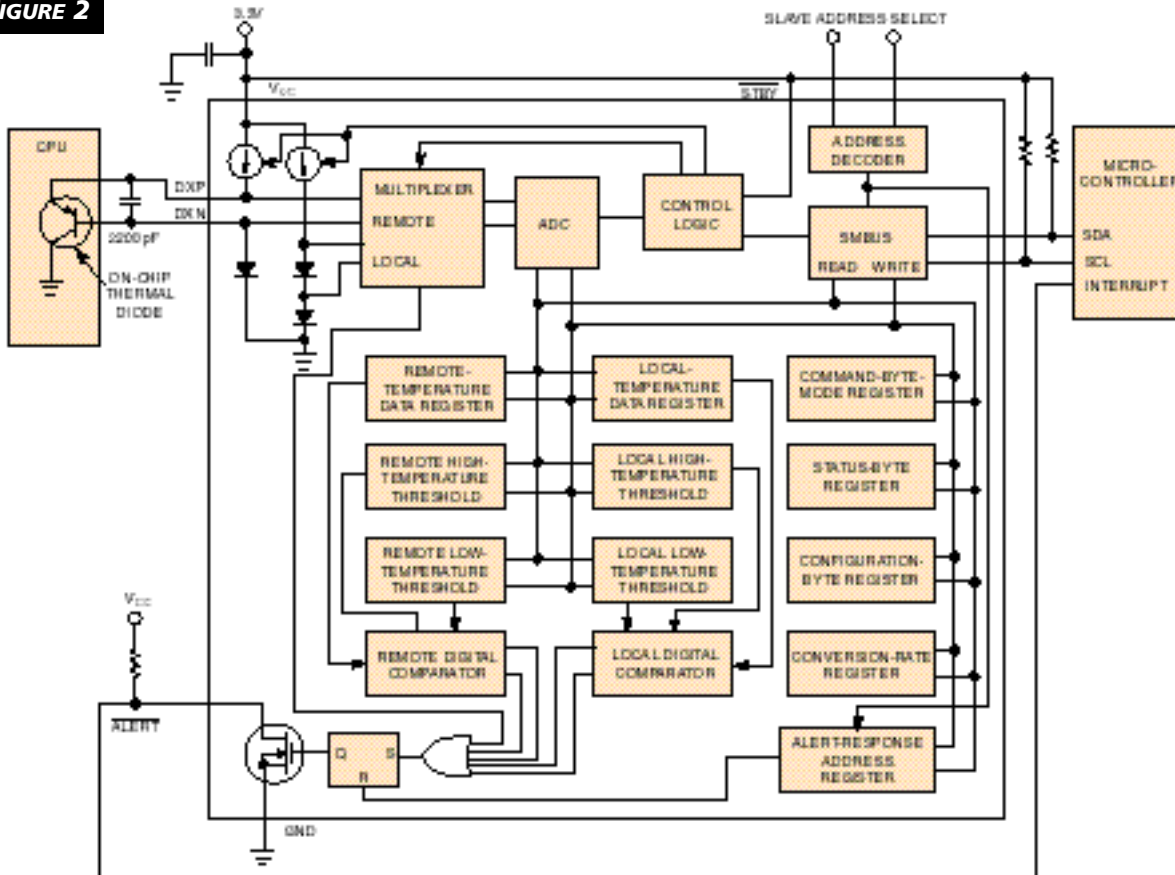 IGURE 2
3.3V
SLAVE ADDRESS SELECT
VCC
STBY
CPU
DXP
DXN
2200 pF
ON-CHIP
THERMAL
DIODE
MULTIPLEXER
REMOTE
LOCAL
ADC
CONTROL
LOGIC
ADDRESS
DECODER
SMBUS
READ WRITE
MICRO-
CONTROLLER
SDA
SCL
INTERRUPT
REMOTE-
TEMPERATURE
DATA REGISTER
LOCAL-
TEMPERATURE
DATA REGISTER
COMMAND-BYTE-
MODE REGISTER
REMOTE HIGH-
TEMPERATURE
THRESHOLD
LOCAL HIGH-
TEMPERATURE
THRESHOLD
STATUS-BYTE
REGISTER
REMOTE LOW-
TEMPERATURE
THRESHOLD
LOCAL LOW-
TEMPERATURE
THRESHOLD
CONFIGURATION-
BYTE REGISTER
VCC
REMOTE DIGITAL
COMPARATOR
LOCAL DIGITAL
COMPARATOR
CONVERSION-RATE
REGISTER
ALERT
Q S
R
ALERT-RESPONSE
ADDRESS
REGISTER
GND